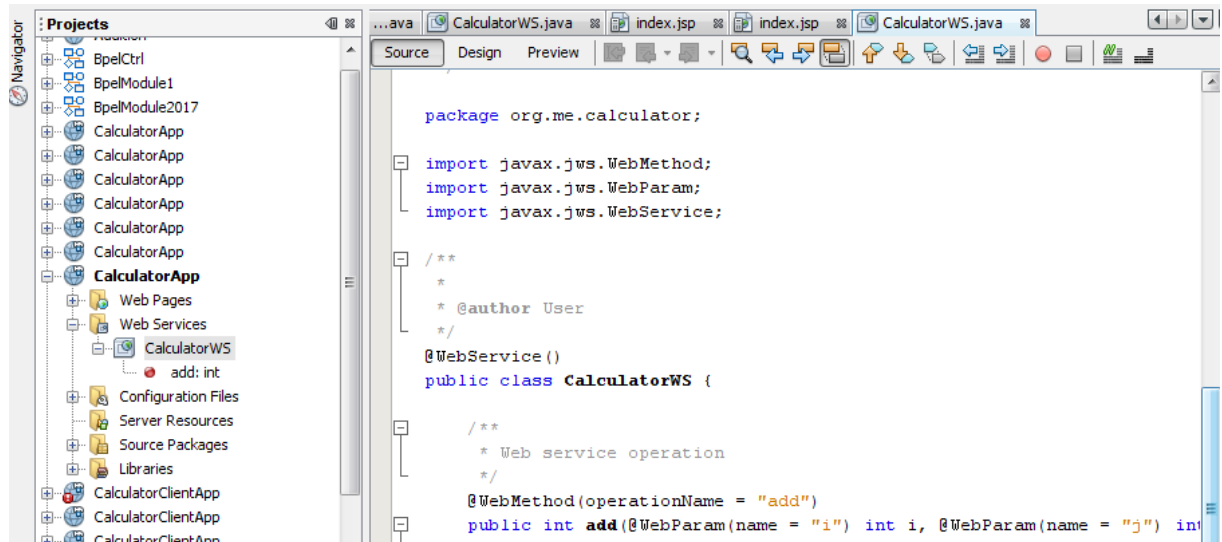 Navigator
Projects
Addition
BpelCtrl
BpelModule1
BpelModule2017
CalculatorApp
CalculatorApp
CalculatorApp
CalculatorApp
CalculatorApp
CalculatorApp
CalculatorApp
Web Pages
Web Services
CalculatorWS
add: int
Configuration Files
Server Resources
Source Packages
Libraries
CalculatorClientApp
CalculatorClientApp
CalculatorClientApp
...ava CalculatorWS.java index.jsp index.jsp CalculatorWS.java
Source Design Preview
package org.me.calculator;
import javax.jws.WebMethod;
import javax.jws.WebParam;
import javax.jws.WebService;
/**
*
* @author User
*/
@WebService()
public class CalculatorWS {
/**
* Web service operation
*/
@WebMethod(operationName = "add")
public int add(@WebParam(name = "i") int i, @WebParam(name = "j") int